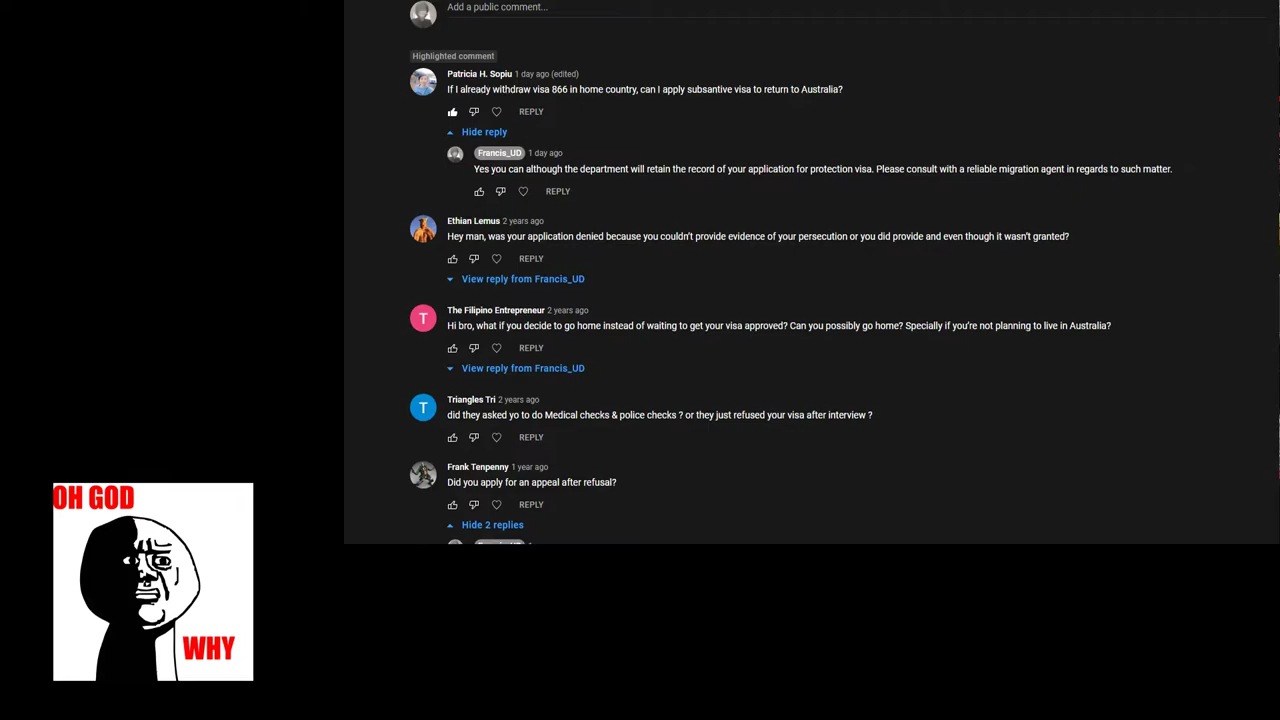 Add a public comment...
Highlighted comment
Patricia H. Sopiu 1 day ago (edited)
If I already withdraw visa 866 in home country, can I apply subsantive visa to return to Australia?
REPLY
Hide reply
Francis_UD 1 day ago
Yes you can although the department will retain the record of your application for protection visa. Please consult with a reliable migration agent in regards to such matter.
REPLY
Ethian Lemus 2 years ago
Hey man, was your application denied because you couldn't provide evidence of your persecution or you did provide and even though it wasn't granted?
REPLY
View reply from Francis_UD
The Filipino Entrepreneur 2 years ago
T
Hi bro, what if you decide to go home instead of waiting to get your visa approved? Can you possibly go home? Specially if you're not planning to live in Australia?
REPLY
View reply from Francis_UD
Triangles Tri 2 years ago
T
did they asked yo to do Medical checks & police checks ? or they just refused your visa after interview ?
REPLY
Frank Tenpenny 1 year ago
Did you apply for an appeal after refusal?
REPLY
Hide 2 replies
OH GOD
WHY